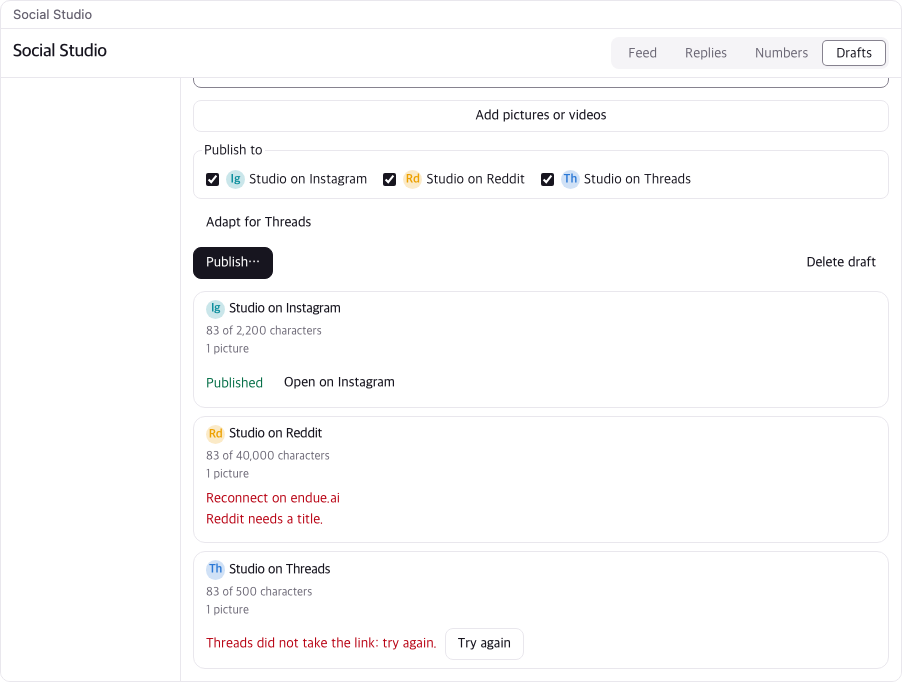 Social Studio
Social Studio
Feed
Replies
Numbers
Drafts
Add pictures or videos
Publish to
Ig Studio on Instagram
Rd Studio on Reddit
Th Studio on Threads
Adapt for Threads
Publish…
Delete draft
Ig Studio on Instagram
83 of 2,200 characters
1 picture
Published
Open on Instagram
Rd Studio on Reddit
83 of 40,000 characters
1 picture
Reconnect on endue.ai
Reddit needs a title.
Th Studio on Threads
83 of 500 characters
1 picture
Threads did not take the link: try again.
Try again